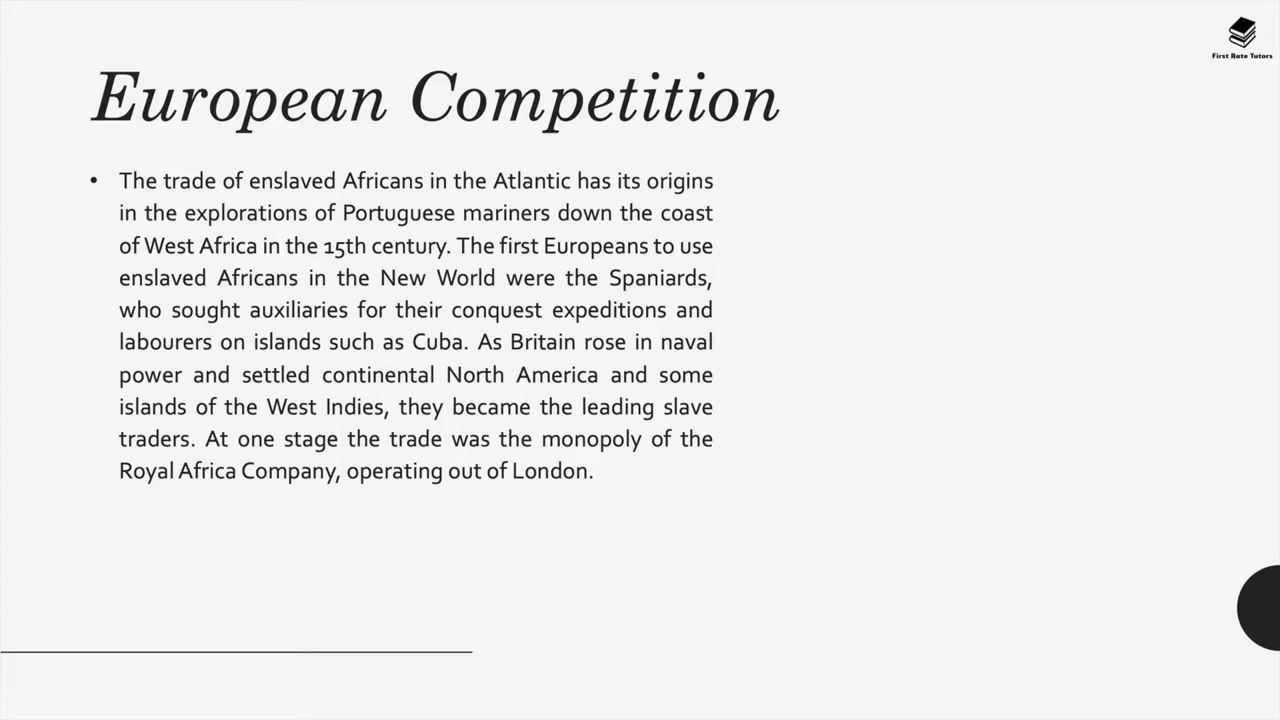 First Rate Tutors
European Competition
• The trade of enslaved Africans in the Atlantic has its origins
in the explorations of Portuguese mariners down the coast
of West Africa in the 15th century. The first Europeans to use
enslaved Africans in the New World were the Spaniards,
who sought auxiliaries for their conquest expeditions and
labourers on islands such as Cuba. As Britain rose in naval
power and settled continental North America and some
islands of the West Indies, they became the leading slave
traders. At one stage the trade was the monopoly of the
Royal Africa Company, operating out of London.